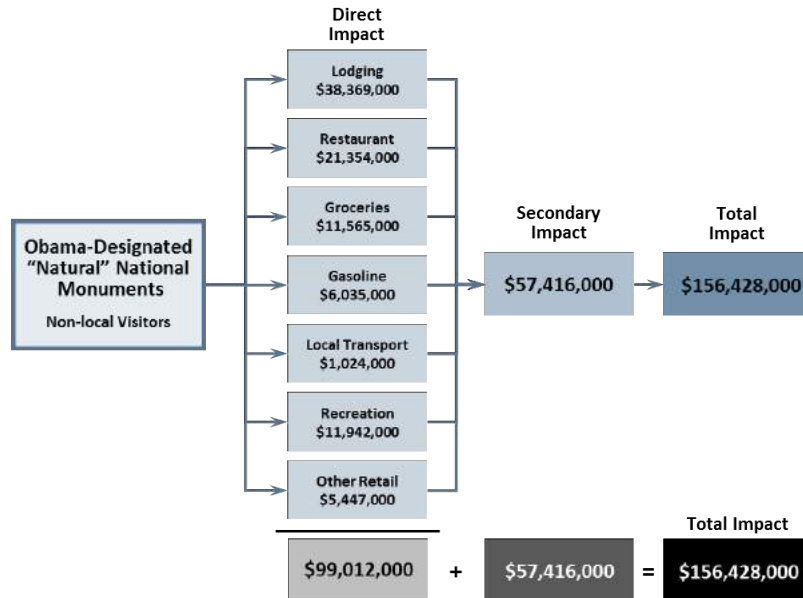 Direct
Impact
Lodging
$38,369,000
Restaurant
$21,354,000
Groceries
$11,565,000
Obama-Designated
“Natural” National
Monuments
Non-local Visitors
Gasoline
$6,035,000
Local Transport
$1,024,000
Recreation
$11,942,000
Other Retail
$5,447,000
Secondary
Impact
$57,416,000
Total
Impact
$156,428,000
Total Impact
$99,012,000 + $57,416,000 = $156,428,000